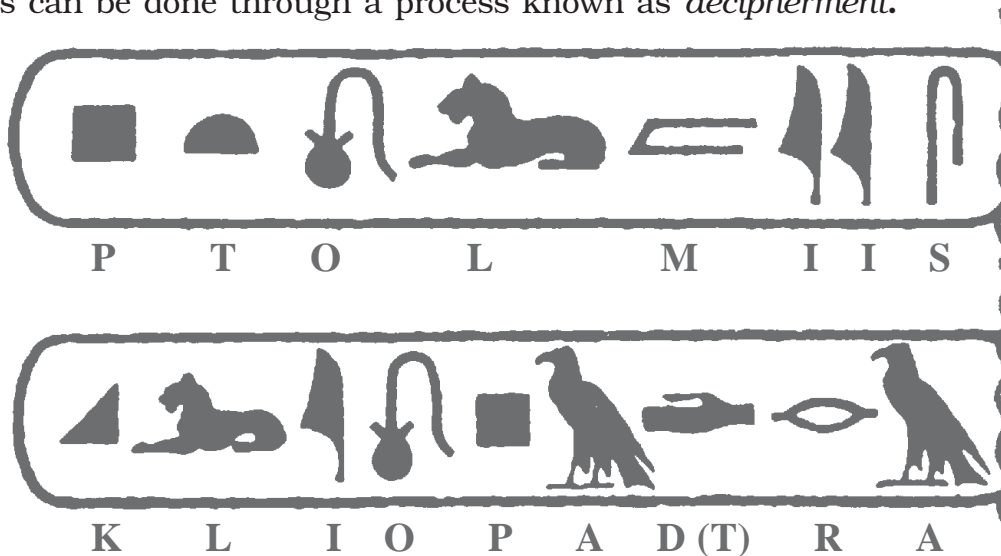 s can be done through a process known as decipherment.
P T O L M I I S
K L I O P A D (T) R A